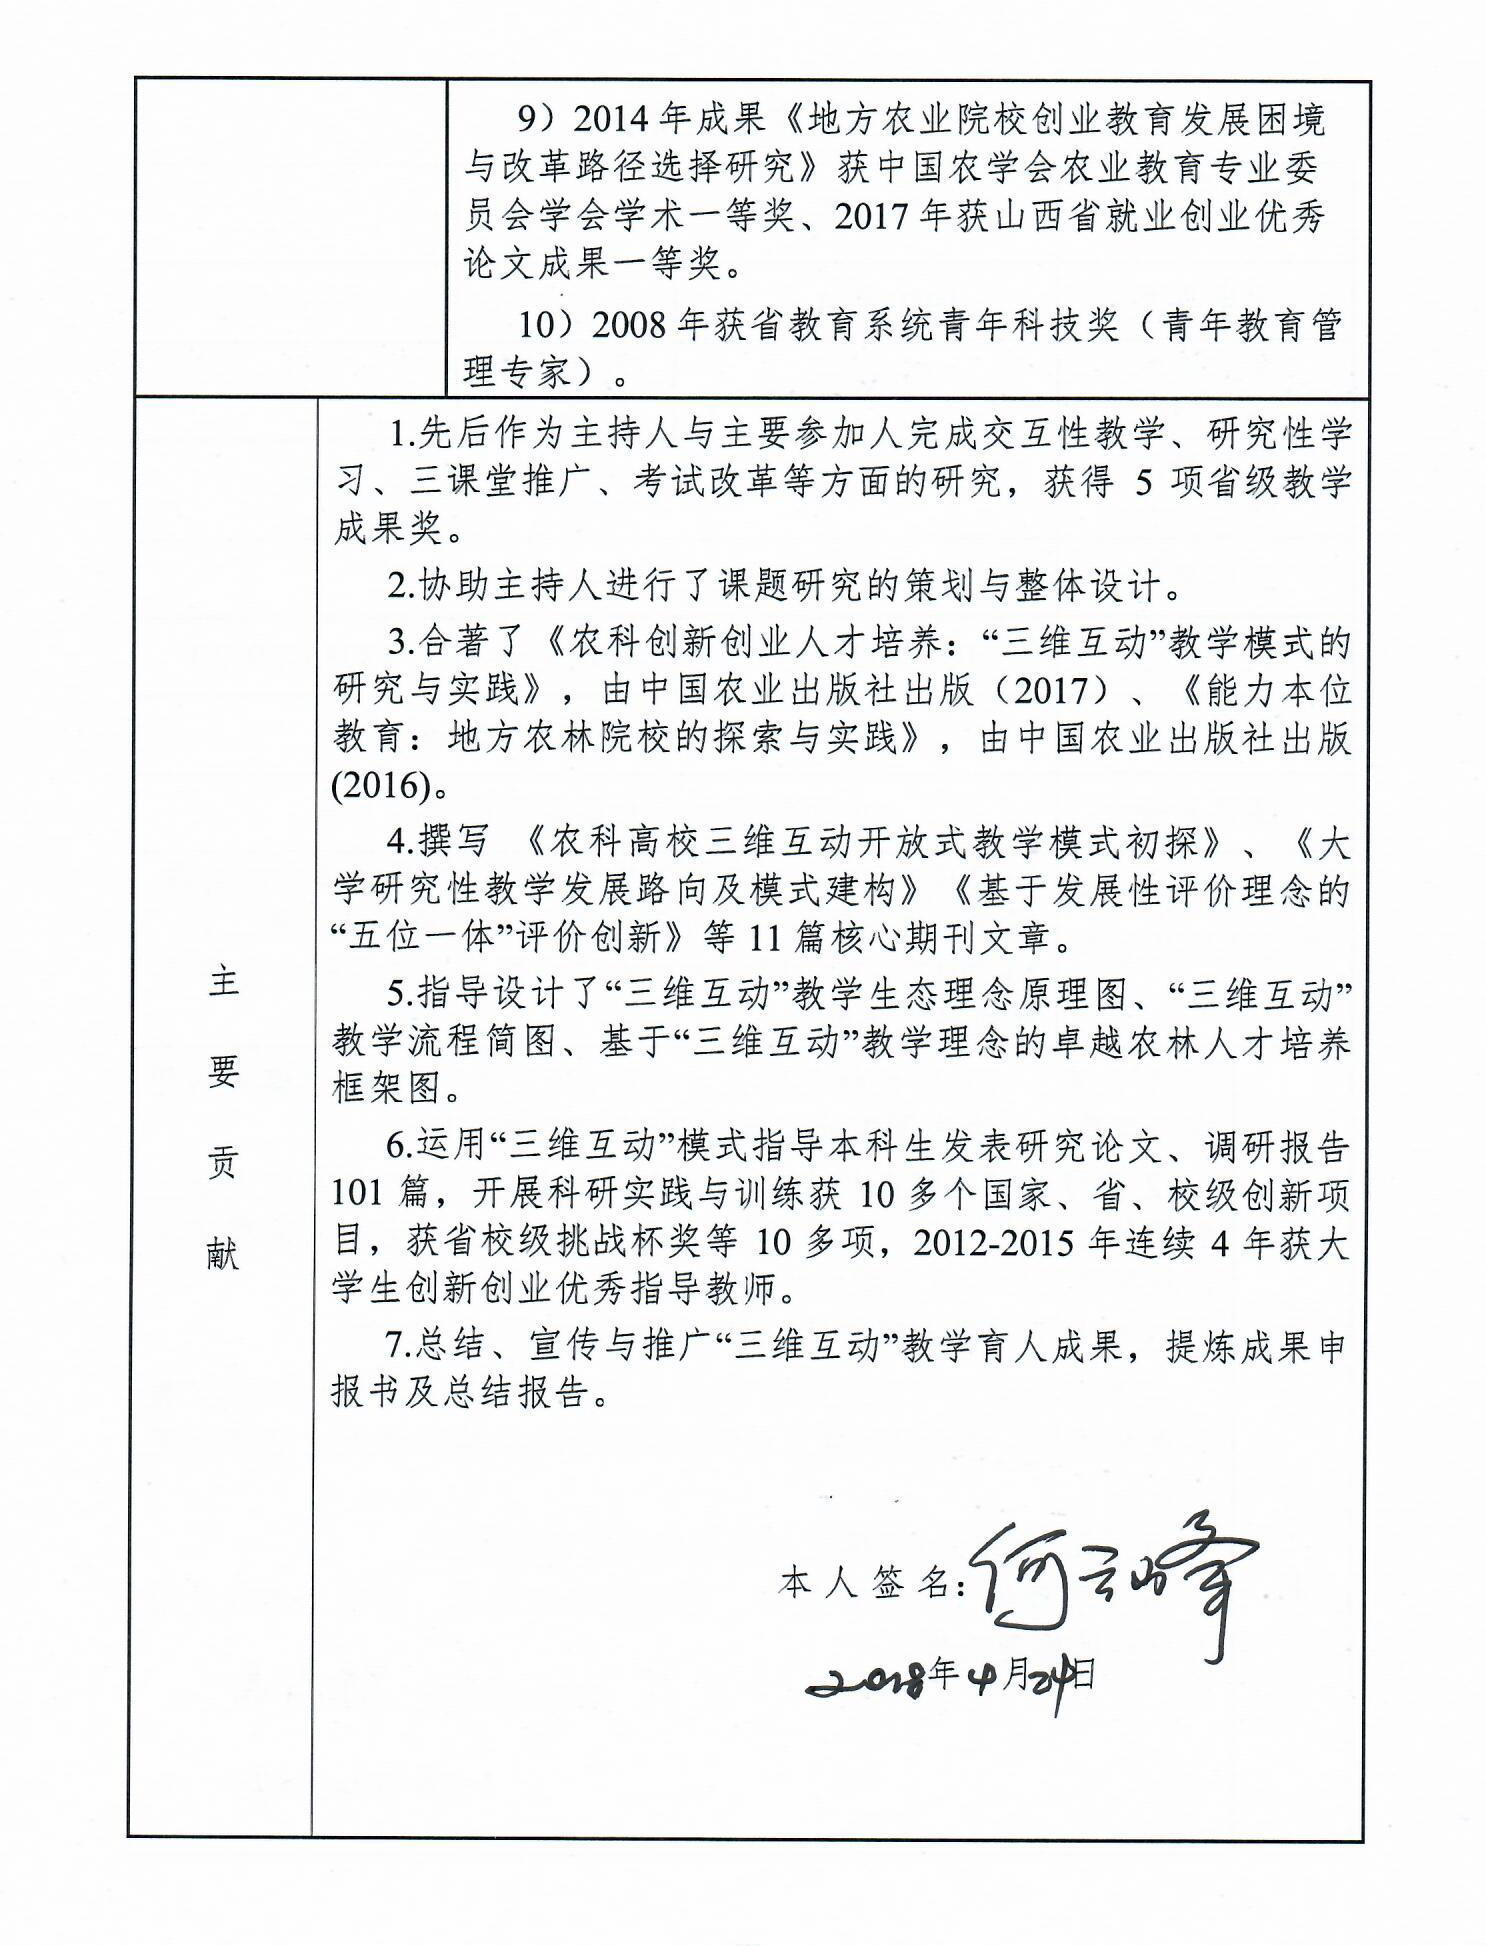 9）2014年成果《地方农业院校创业教育发展困境
与改革路径选择研究》获中国农学会农业教育专业委
员会学会学术一等奖、2017年获山西省就业创业优秀
论文成果一等奖。
10）2008年获省教育系统青年科技奖（青年教育管
理专家）。
主
要
贡
献
1.先后作为主持人与主要参加人完成交互性教学、研究性学
习、三课堂推广、考试改革等方面的研究，获得 5 项省级教学
成果奖。
2.协助主持人进行了课题研究的策划与整体设计。
3.合著了《农科创新创业人才培养：“三维互动”教学模式的
研究与实践》，由中国农业出版社出版（2017）、《能力本位
教育：地方农林院校的探索与实践》，由中国农业出版社出版
(2016)。
4.撰写 《农科高校三维互动开放式教学模式初探》、《大
学研究性教学发展路向及模式建构》《基于发展性评价理念的
“五位一体”评价创新》等11篇核心期刊文章。
5.指导设计了“三维互动”教学生态理念原理图、“三维互动”
教学流程简图、基于“三维互动”教学理念的卓越农林人才培养
框架图。
6.运用“三维互动”模式指导本科生发表研究论文、调研报告
101篇，开展科研实践与训练获 10 多个国家、省、校级创新项
目，获省校级挑战杯奖等 10 多项，2012-2015年连续4年获大
学生创新创业优秀指导教师。
7.总结、宣传与推广“三维互动”教学育人成果，提炼成果申
报书及总结报告。
本人签名：何云峰
2018年4月24日